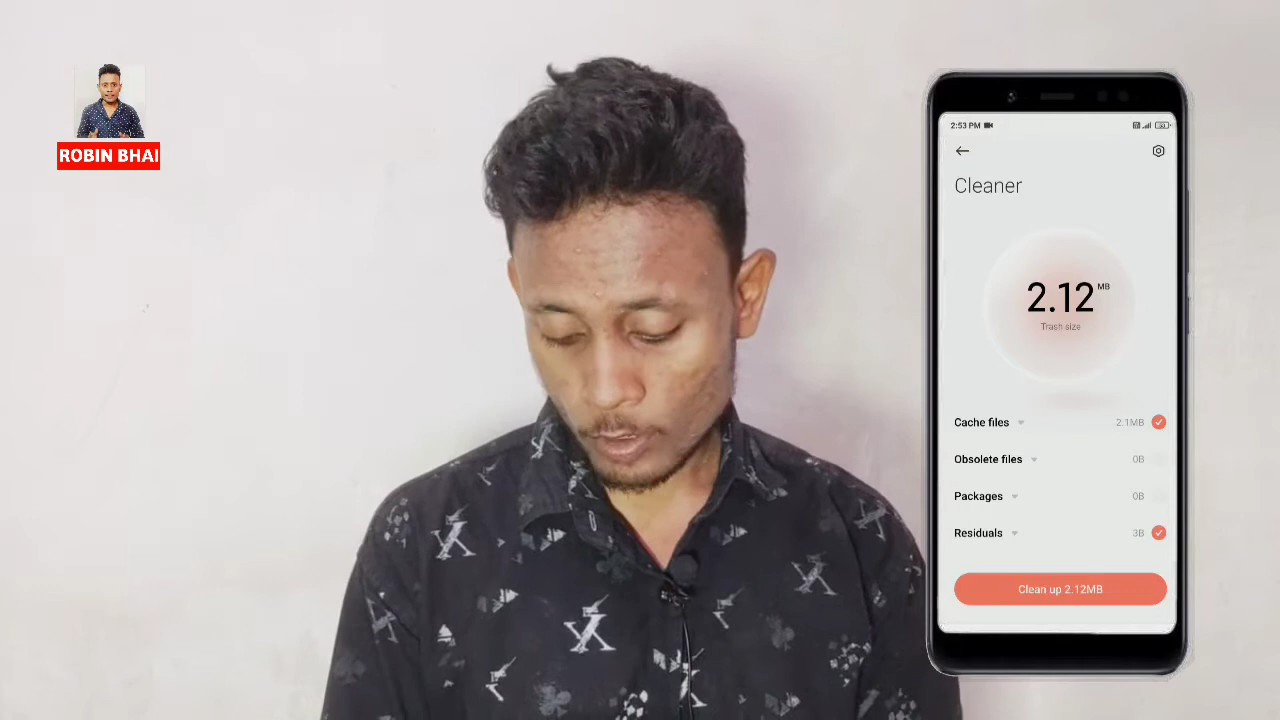 ROBIN BHAI
2:53 PM
Cleaner
2.12 MB
Trash size
Cache files 2.1MB
Obsolete files 0B
Packages 0B
Residuals 3B
Clean up 2.12MB